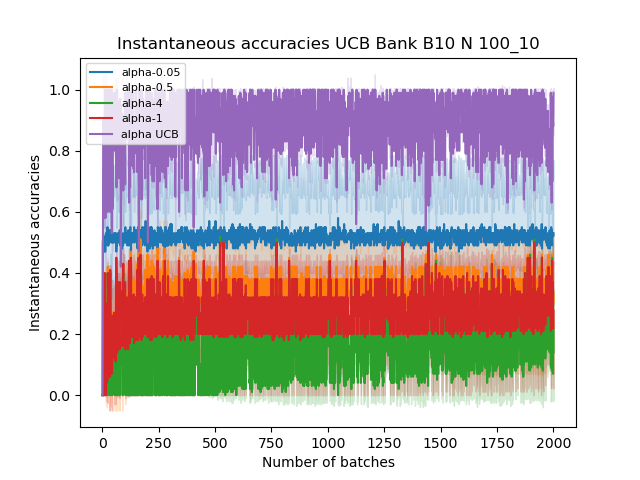 Instantaneous accuracies UCB Bank B10 N 100_10
alpha-0.05
alpha-0.5
alpha-4
alpha-1
alpha UCB
1.0
0.8
0.6
0.4
0.2
0.0
Instantaneous accuracies
0 250 500 750 1000 1250 1500 1750 2000
Number of batches